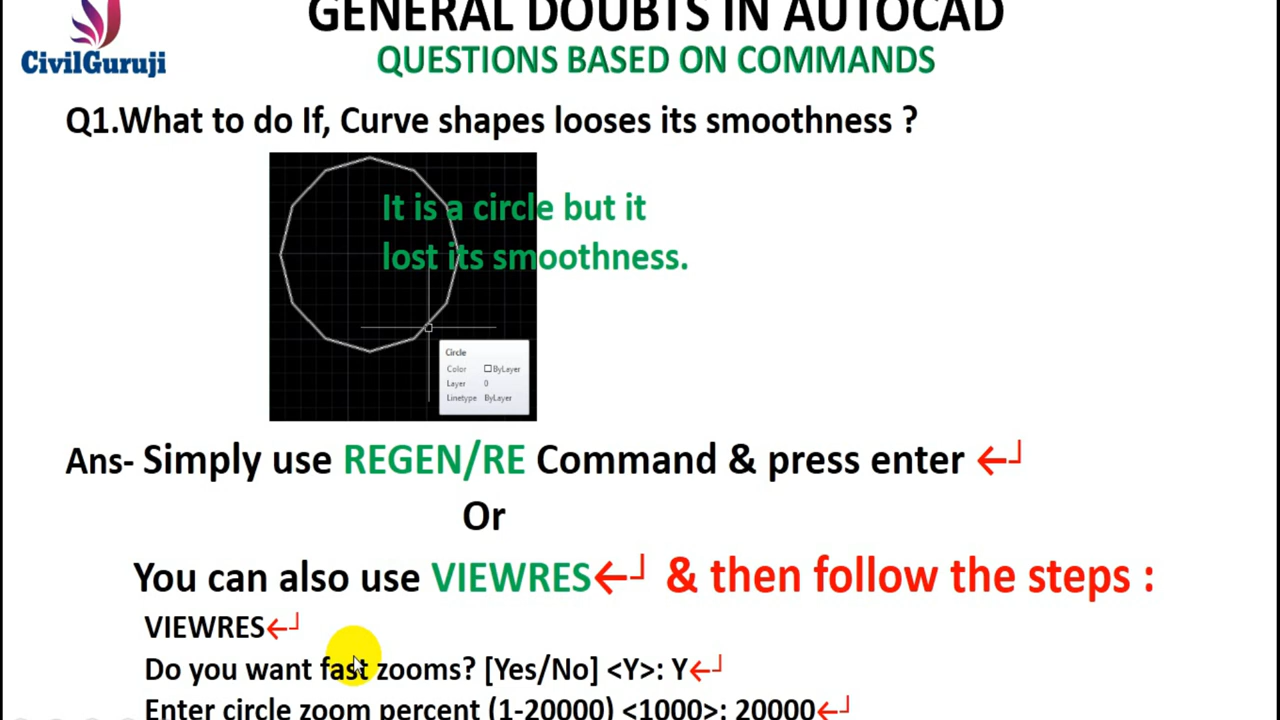 GENERAL DOUBTS IN AUTOCAD
CivilGuruji
QUESTIONS BASED ON COMMANDS
Q1.What to do If, Curve shapes looses its smoothness ?
It is a circle but it
lost its smoothness.
Circle
Color ByLayer
Layer 0
Linetype ByLayer
Ans- Simply use REGEN/RE Command & press enter ←┘
Or
You can also use VIEWRES←┘ & then follow the steps :
VIEWRES←┘
Do you want fast zooms? [Yes/No] <Y>: Y←┘
Enter circle zoom percent (1-20000) <1000>: 20000←┘